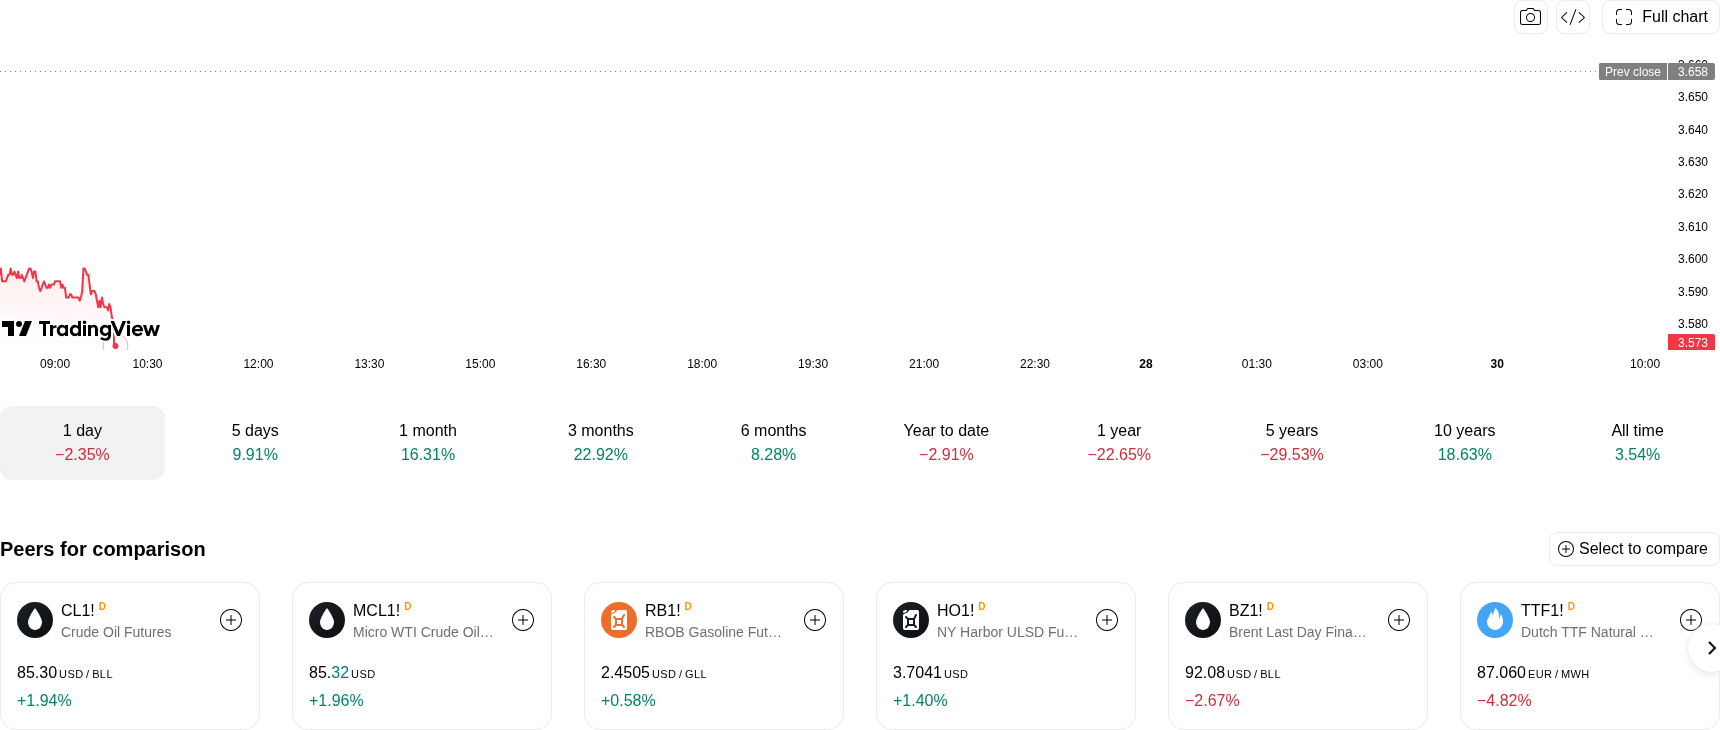 Full chart
Prev close 3.658
3.650
3.640
3.630
3.620
3.610
3.600
3.590
3.580
3.573
TradingView
09:00 10:30 12:00 13:30 15:00 16:30 18:00 19:30 21:00 22:30 28 01:30 03:00 30 10:00
1 day 5 days 1 month 3 months 6 months Year to date 1 year 5 years 10 years All time
−2.35% 9.91% 16.31% 22.92% 8.28% −2.91% −22.65% −29.53% 18.63% 3.54%
Peers for comparison
Select to compare
CL1! D
Crude Oil Futures
85.30 USD / BLL
+1.94%
MCL1! D
Micro WTI Crude Oil…
85.32 USD
+1.96%
RB1! D
RBOB Gasoline Fut…
2.4505 USD / GLL
+0.58%
HO1! D
NY Harbor ULSD Fu…
3.7041 USD
+1.40%
BZ1! D
Brent Last Day Fina…
92.08 USD / BLL
−2.67%
TTF1! D
Dutch TTF Natural …
87.060 EUR / MWH
−4.82%